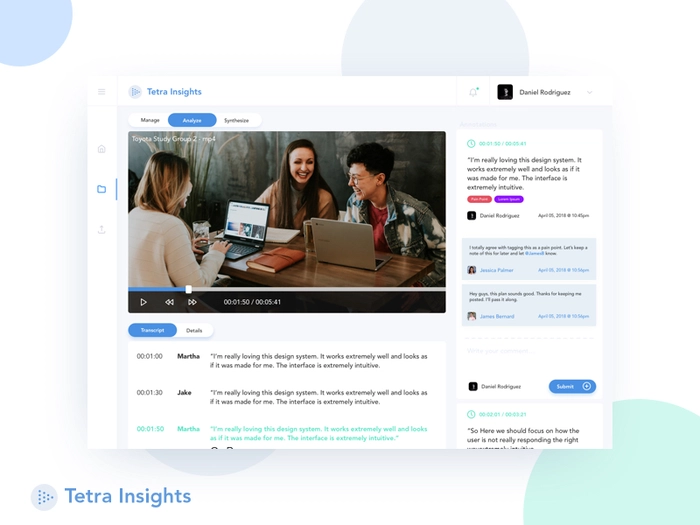 Tetra Insights
Daniel Rodriguez
Manage
Analyze
Synthesize
Toyota Study Group 2 - mp4
00:01:50 / 00:05:41
Transcript
Details
00:01:00
Martha
"I'm really loving this design system. It works extremely well and looks as
if it was made for me. The interface is extremely intuitive.
00:01:30
Jake
"I'm really loving this design system. It works extremely well and looks as
if it was made for me. The interface is extremely intuitive.
00:01:50
Martha
"I'm really loving this design system. It works extremely well and looks
as if it was made for me. The interface is extremely intuitive."
00:01:50 / 00:05:41
"I'm really loving this design system. It
works extremely well and looks as if it
was made for me. The interface is
extremely intuitive.
Pain Point
Lorem Ipsum
Daniel Rodriguez
April 05, 2018 @ 10:45pm
I totally agree with tagging this as a pain point. Let's keep a
note of this for later and let @JamesB know.
Jessica Palmer
April 05, 2018 @ 10:56pm
Hey guys, this plan sounds good. Thanks for keeping me
posted. I'll pass it along.
James Bernard
April 05, 2018 @ 10:56pm
Write your comment...
Daniel Rodriguez
Submit
00:02:01 / 00:03:21
"So Here we should focus on how the
user is not really responding the right
Tetra Insights